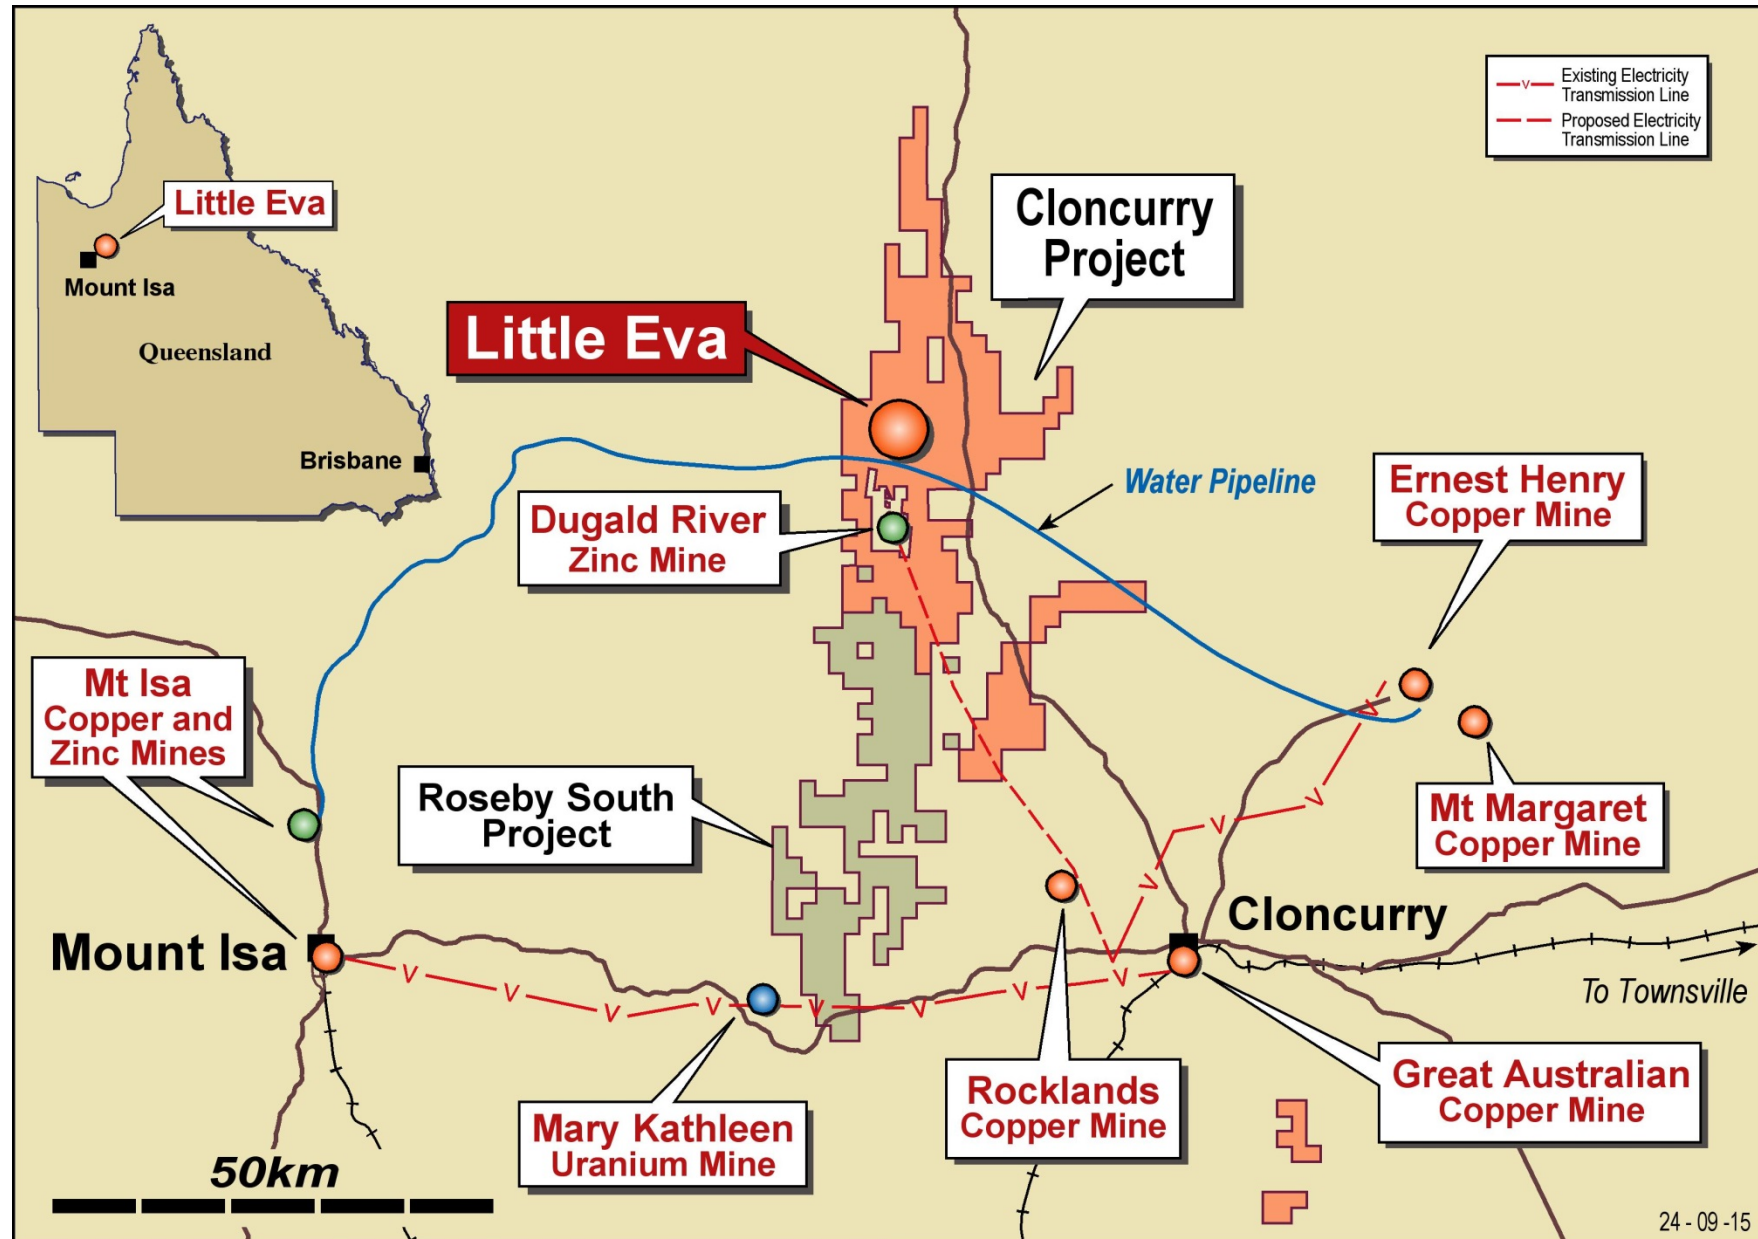 Existing Electricity
Transmission Line
Proposed Electricity
Transmission Line
Little Eva
Mount Isa
Queensland
Brisbane
Cloncurry
Project
Little Eva
Water Pipeline
Ernest Henry
Copper Mine
Dugald River
Zinc Mine
Mt Isa
Copper and
Zinc Mines
Roseby South
Project
Mt Margaret
Copper Mine
Mount Isa
Cloncurry
To Townsville
Mary Kathleen
Uranium Mine
Rocklands
Copper Mine
Great Australian
Copper Mine
50km
24 - 09 -15